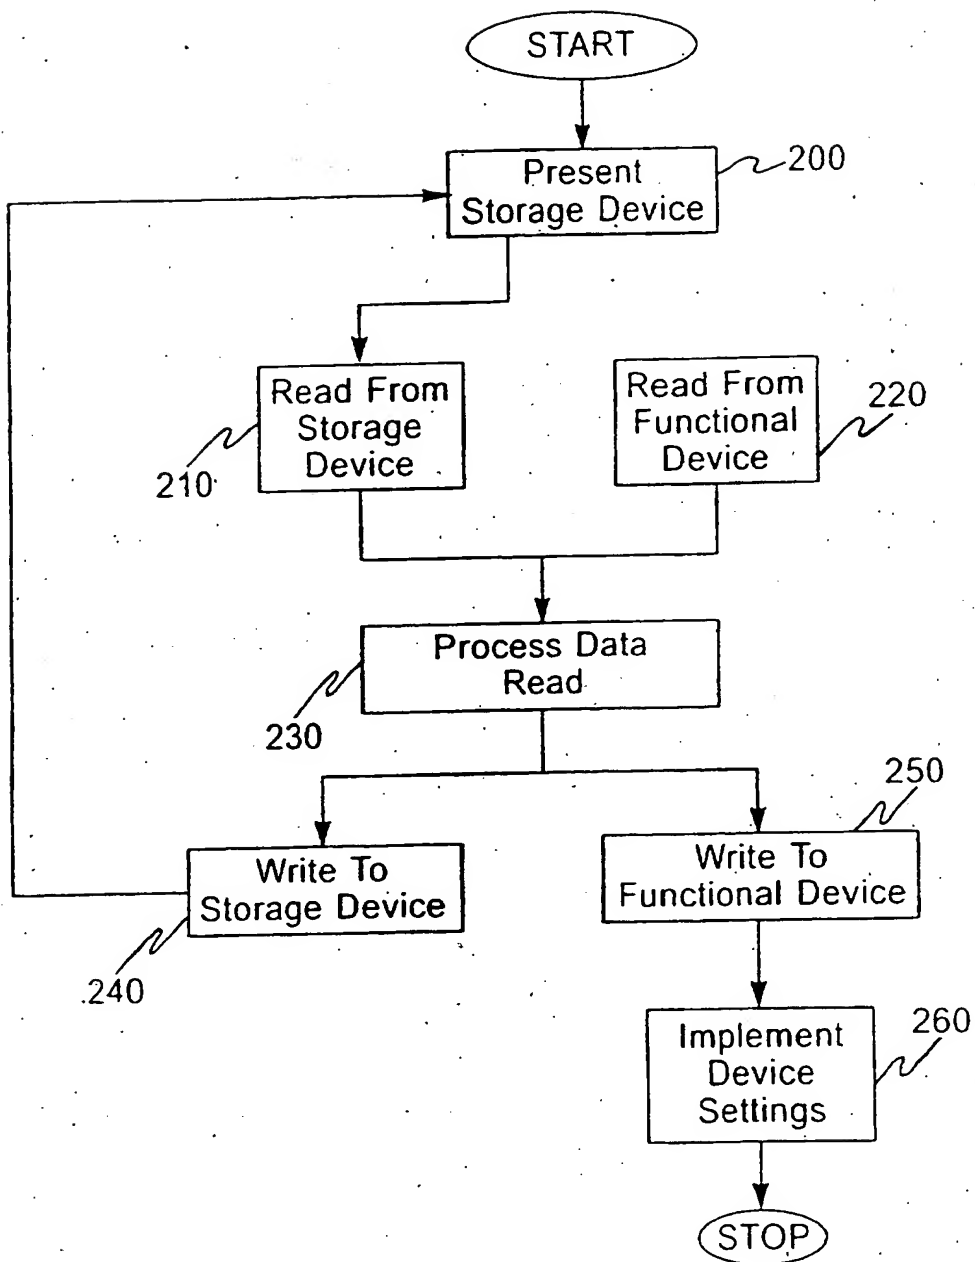 START
Present
Storage Device
200
Read From
Storage
Device
210
Read From
Functional
Device
220
Process Data
Read
230
Write To
Storage Device
240
250
Write To
Functional Device
Implement
Device
Settings
260
STOP